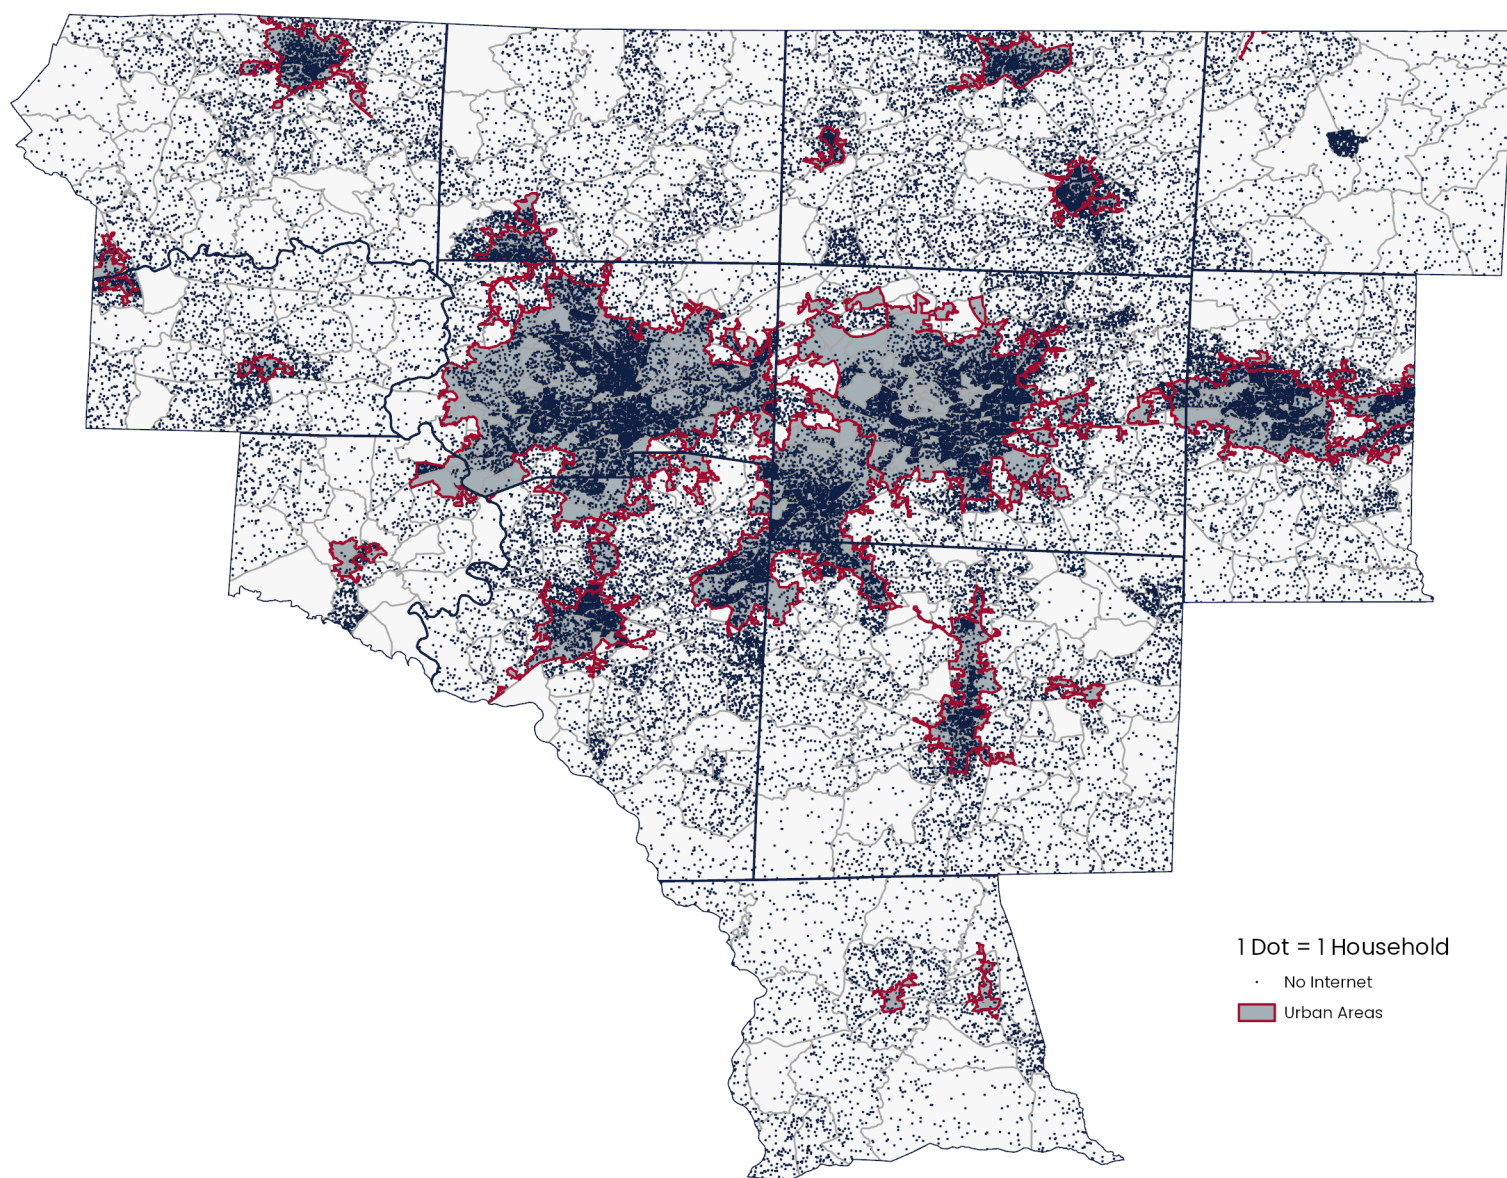 1 Dot = 1 Household
No Internet
Urban Areas